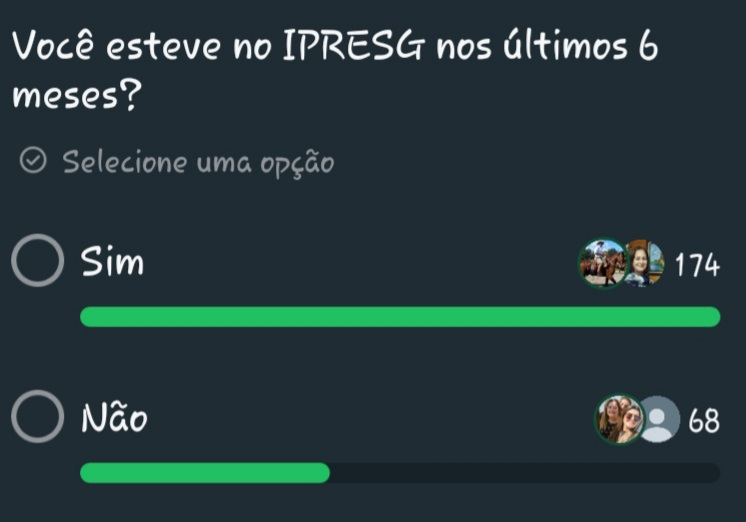 Você esteve no IPRESG nos últimos 6
meses?
Selecione uma opção
Sim 174
Não 68